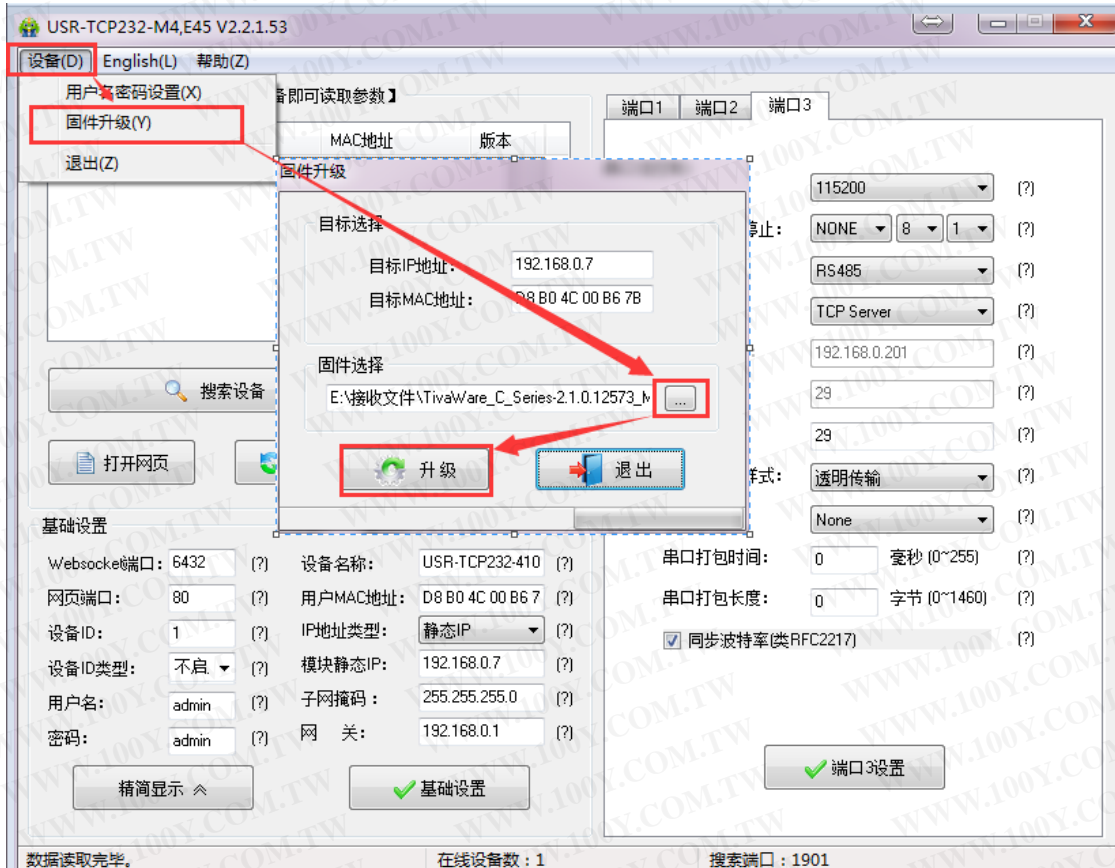 USR-TCP232-M4,E45 V2.2.1.53
设备(D) English(L) 帮助(Z)
用户名密码设置(X)
固件升级(Y)
退出(Z)
备即可读取参数】
MAC地址 版本
端口1 端口2 端口3
固件升级
目标选择
目标IP地址: 192.168.0.7
目标MAC地址: D8 B0 4C 00 B6 7B
固件选择
E:\接收文件\TivaWare_C_Series-2.1.0.12573_M
...
升级 退出
搜索设备
打开网页
115200 (?)
停止: NONE 8 1 (?)
RS485 (?)
TCP Server (?)
192.168.0.201 (?)
29 (?)
29 (?)
样式: 透明传输 (?)
None (?)
串口打包时间: 0 毫秒 (0~255) (?)
串口打包长度: 0 字节 (0~1460) (?)
同步波特率(类RFC2217) (?)
端口3设置
基础设置
Websocket端口: 6432 (?) 设备名称: USR-TCP232-410 (?)
网页端口: 80 (?) 用户MAC地址: D8 B0 4C 00 B6 7 (?)
设备ID: 1 (?) IP地址类型: 静态IP (?)
设备ID类型: 不启. (?) 模块静态IP: 192.168.0.7 (?)
用户名: admin (?) 子网掩码: 255.255.255.0 (?)
密码: admin (?) 网 关: 192.168.0.1 (?)
精简显示 基础设置
数据读取完毕。 在线设备数:1 搜索端口:1901
WWW.100Y.COM.TW